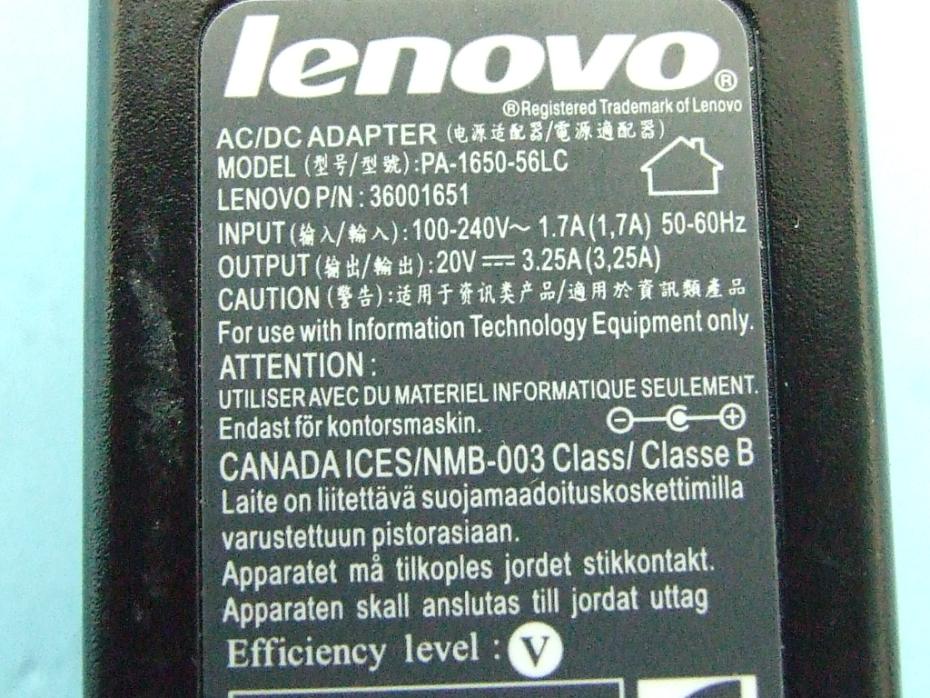 lenovo®
®Registered Trademark of Lenovo
AC/DC ADAPTER (电源适配器/電源適配器)
MODEL (型号/型號):PA-1650-56LC
LENOVO P/N : 36001651
INPUT (输入/輸入): 100-240V~ 1.7A(1,7A) 50-60Hz
OUTPUT (输出/輸出):20V⎓ 3.25A(3,25A)
CAUTION (警告):适用于资讯类产品/適用於資訊類產品
For use with Information Technology Equipment only.
ATTENTION :
UTILISER AVEC DU MATERIEL INFORMATIQUE SEULEMENT.
Endast för kontorsmaskin.
CANADA ICES/NMB-003 Class/ Classe B
Laite on liitettävä suojamaadoituskoskettimilla
varustettuun pistorasiaan.
Apparatet må tilkoples jordet stikkontakt.
Apparaten skall anslutas till jordat uttag
Efficiency level : V